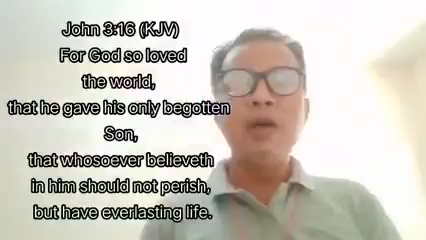 John 3:16 (KJV)
For God so loved
the world,
that he gave his only begotten
Son,
that whosoever believeth
in him should not perish,
but have everlasting life.